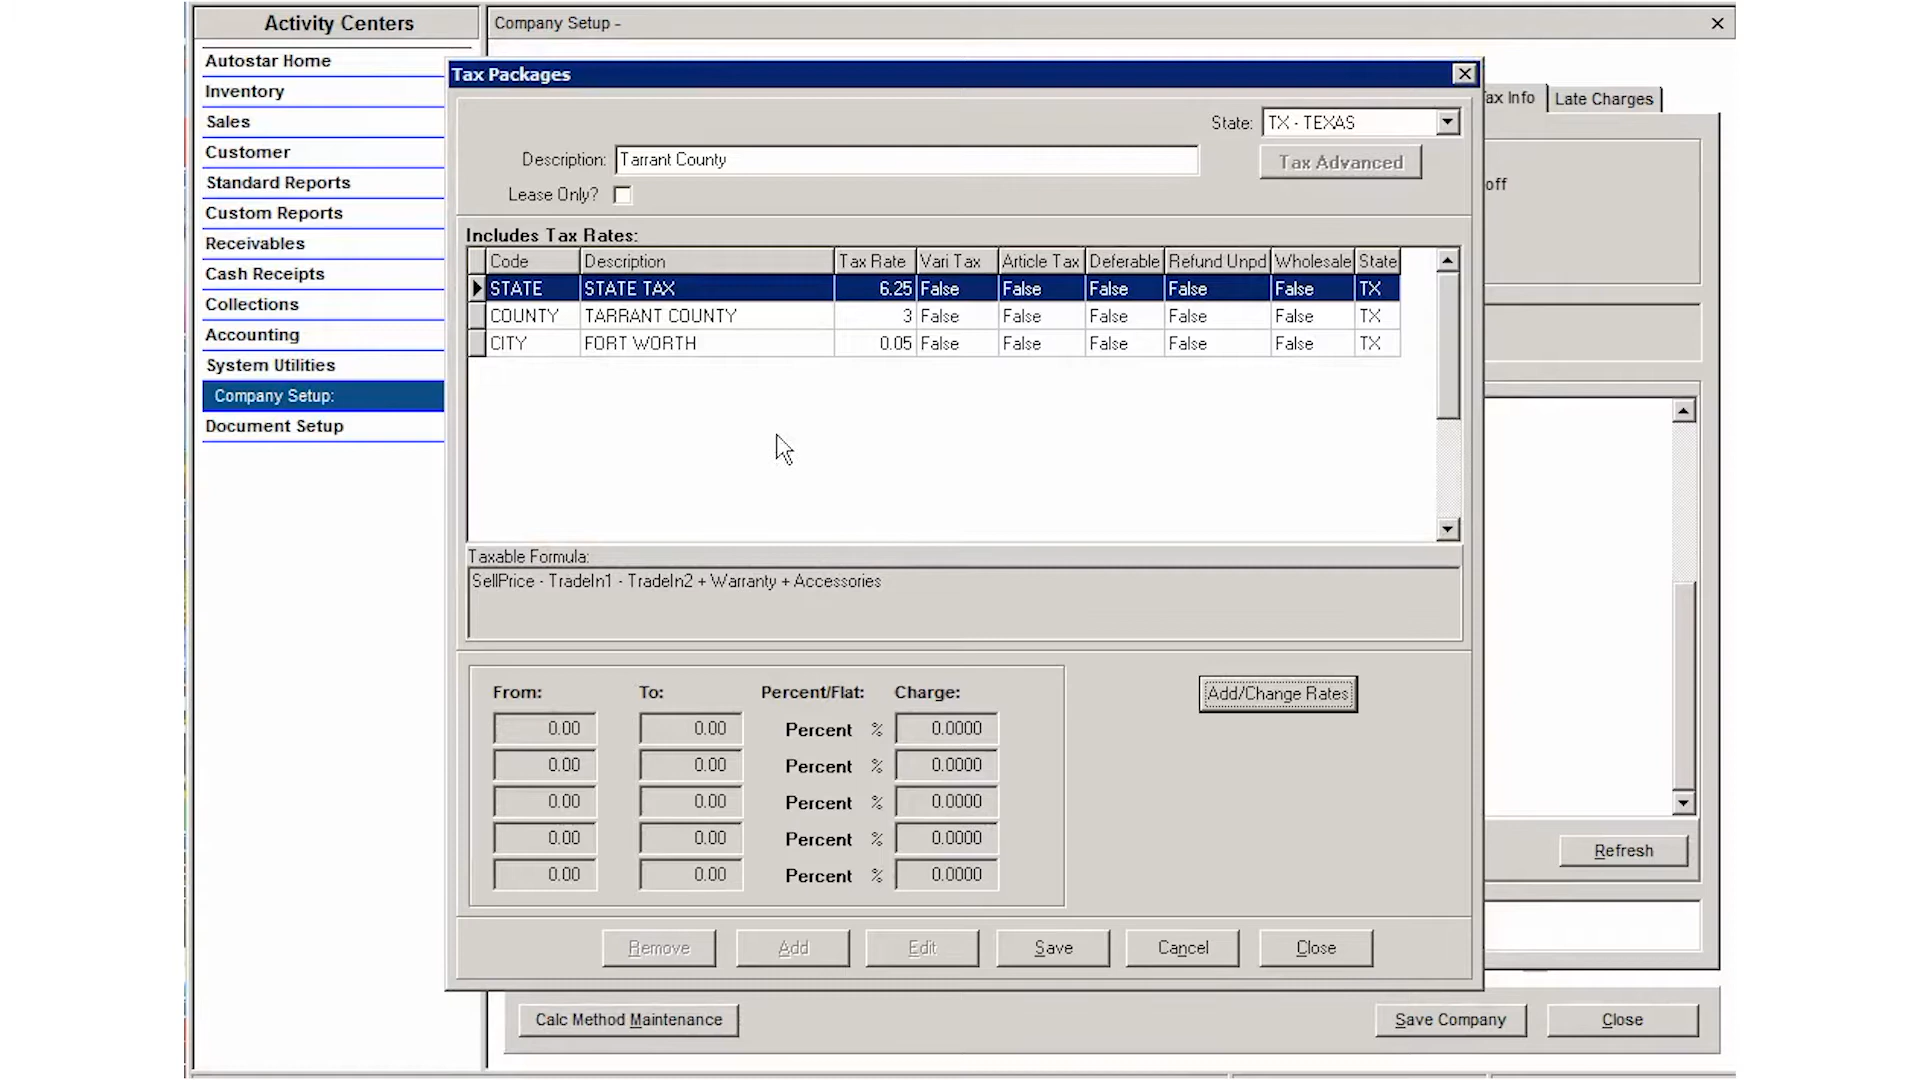 Activity Centers
Company Setup -
Autostar Home
Inventory
Sales
Customer
Standard Reports
Custom Reports
Receivables
Cash Receipts
Collections
Accounting
System Utilities
Company Setup:
Document Setup
Tax Packages
Tax Info
Late Charges
State: TX - TEXAS
Description: Tarrant County
Tax Advanced
off
Lease Only?
Includes Tax Rates:
Code Description Tax Rate Vari Tax Article Tax Deferable Refund Unpd Wholesale State
STATE STATE TAX 6.25 False False False False False TX
COUNTY TARRANT COUNTY 3 False False False False False TX
CITY FORT WORTH 0.05 False False False False False TX
Taxable Formula:
SellPrice - TradeIn1 - TradeIn2 + Warranty + Accessories
From: To: Percent/Flat: Charge:
0.00 0.00 Percent % 0.0000
0.00 0.00 Percent % 0.0000
0.00 0.00 Percent % 0.0000
0.00 0.00 Percent % 0.0000
0.00 0.00 Percent % 0.0000
Add/Change Rates
Refresh
Remove Add Edit Save Cancel Close
Calc Method Maintenance Save Company Close